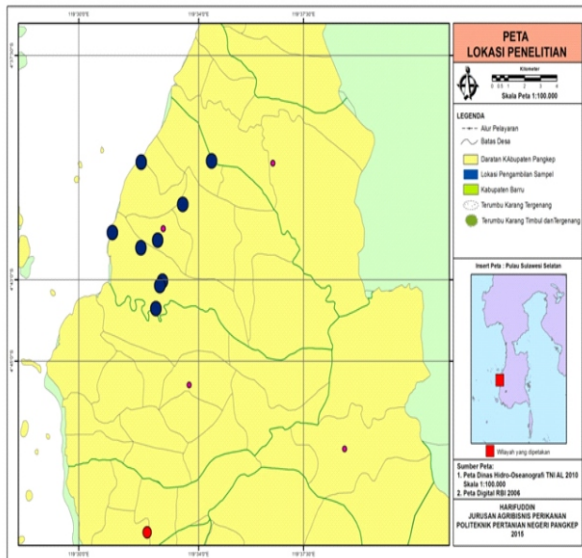 PETA
LOKASI PENELITIAN
Kilometer
Skala Peta 1:100.000
LEGENDA
Alur Pelayaran
Batas Desa
Daratan KAbupaten Pangkep
Lokasi Pengambilan Sampel
Kabupaten Barru
Terumbu Karang Tergenang
Terumbu Karang Timbul danTergenang
Insert Peta : Pulau Sulawesi Selatan
Wilayah yang dipetakan
Sumber Peta:
1. Peta Dinas Hidro-Oseanografi TNI AL 2010
Skala 1:100.000
2. Peta Digital RBI 2006
HARIFUDDIN
JURUSAN AGRIBISNIS PERIKANAN
POLITEKNIK PERTANIAN NEGERI PANGKEP
2015